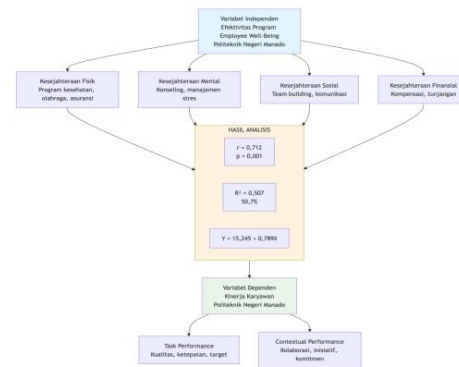 Variabel Independen
Efektivitas Program
Employee Well-Being
Politeknik Negeri Manado
Kesejahteraan Fisik
Program kesehatan,
olahraga, asuransi
Kesejahteraan Mental
Konseling, manajemen
stres
Kesejahteraan Sosial
Team building, komunikasi
Kesejahteraan Finansial
Kompensasi, tunjangan
HASIL ANALISIS
r = 0,712
p < 0,001
R² = 0,507
50,7%
Y = 15,245 + 0,789X
Variabel Dependen
Kinerja Karyawan
Politeknik Negeri Manado
Task Performance
Kualitas, ketepatan, target
Contextual Performance
Kolaborasi, inisiatif,
komitmen